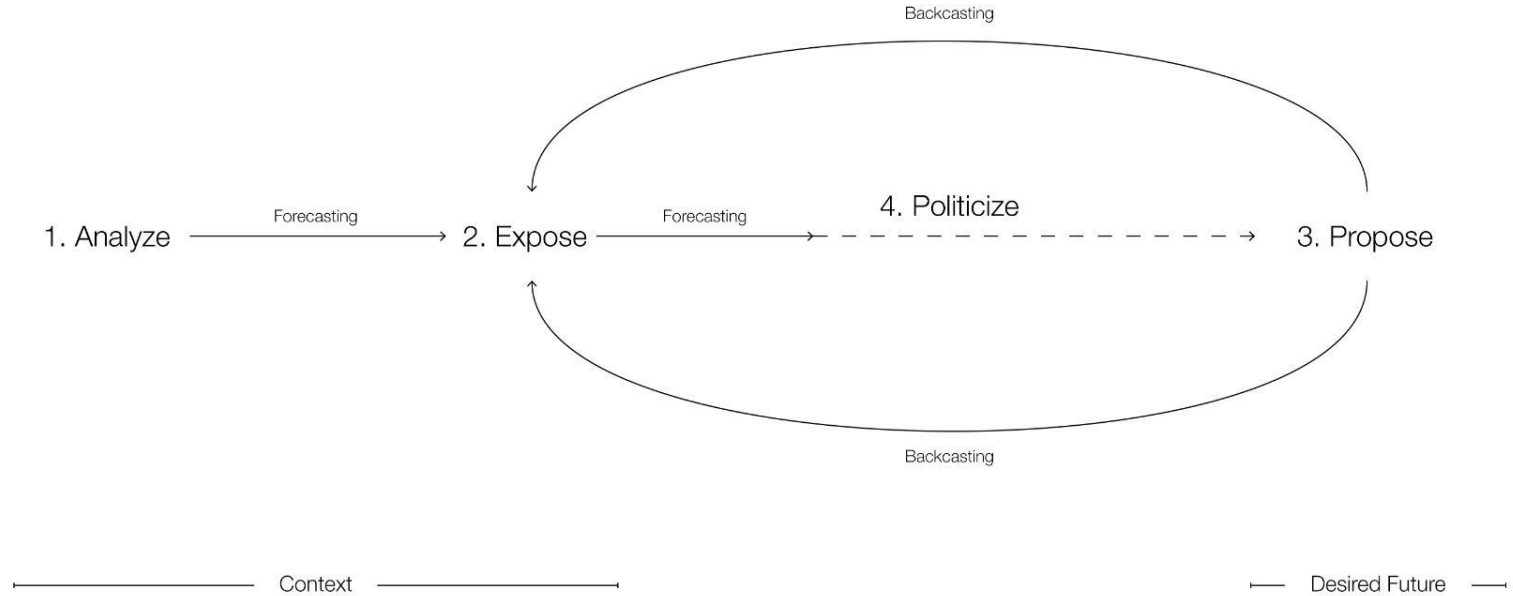 Backcasting
4. Politicize
1. Analyze
Forecasting
2. Expose
Forecasting
3. Propose
Backcasting
Context
Desired Future